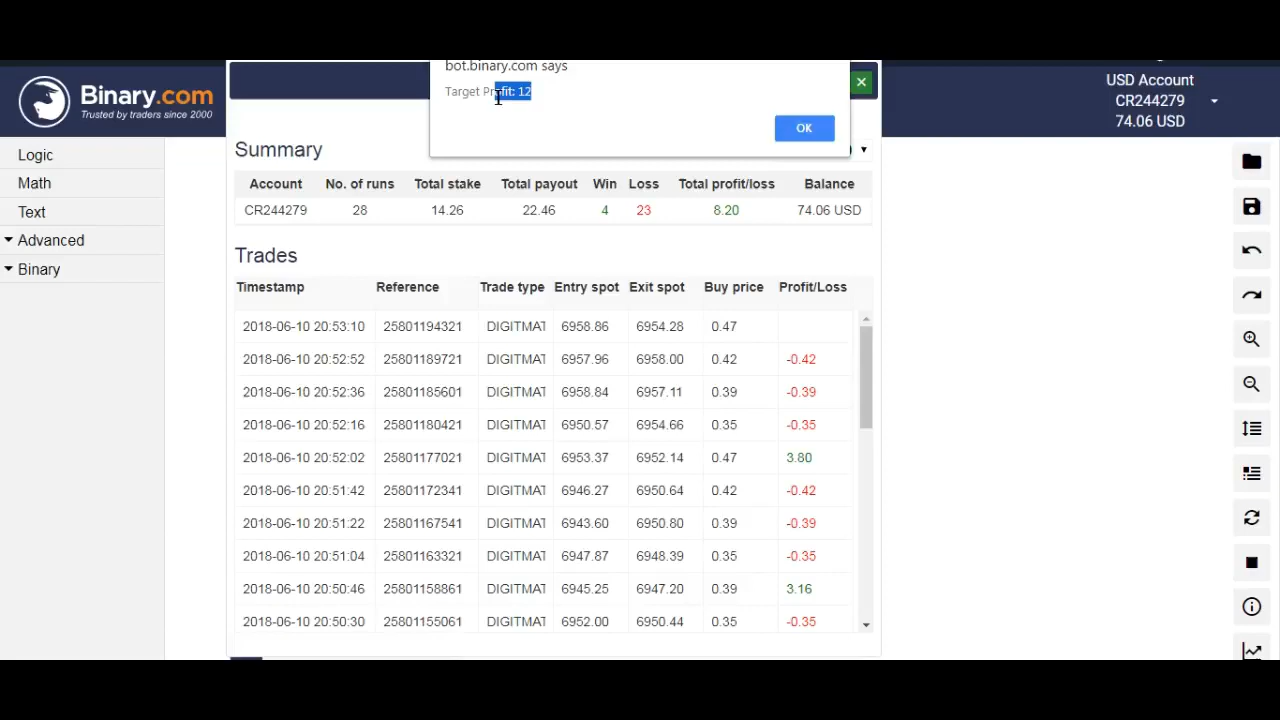 bot.binary.com says
Target Profit: 12
OK
Binary.com
Trusted by traders since 2000
USD Account
CR244279
74.06 USD
Logic
Math
Text
Advanced
Binary
Summary
Account No. of runs Total stake Total payout Win Loss Total profit/loss Balance
CR244279 28 14.26 22.46 4 23 8.20 74.06 USD
Trades
Timestamp Reference Trade type Entry spot Exit spot Buy price Profit/Loss
2018-06-10 20:53:10 25801194321 DIGITMAT 6958.86 6954.28 0.47
2018-06-10 20:52:52 25801189721 DIGITMAT 6957.96 6958.00 0.42 -0.42
2018-06-10 20:52:36 25801185601 DIGITMAT 6958.84 6957.11 0.39 -0.39
2018-06-10 20:52:16 25801180421 DIGITMAT 6950.57 6954.66 0.35 -0.35
2018-06-10 20:52:02 25801177021 DIGITMAT 6953.37 6952.14 0.47 3.80
2018-06-10 20:51:42 25801172341 DIGITMAT 6946.27 6950.64 0.42 -0.42
2018-06-10 20:51:22 25801167541 DIGITMAT 6943.60 6950.80 0.39 -0.39
2018-06-10 20:51:04 25801163321 DIGITMAT 6947.87 6948.39 0.35 -0.35
2018-06-10 20:50:46 25801158861 DIGITMAT 6945.25 6947.20 0.39 3.16
2018-06-10 20:50:30 25801155061 DIGITMAT 6952.00 6950.44 0.35 -0.35